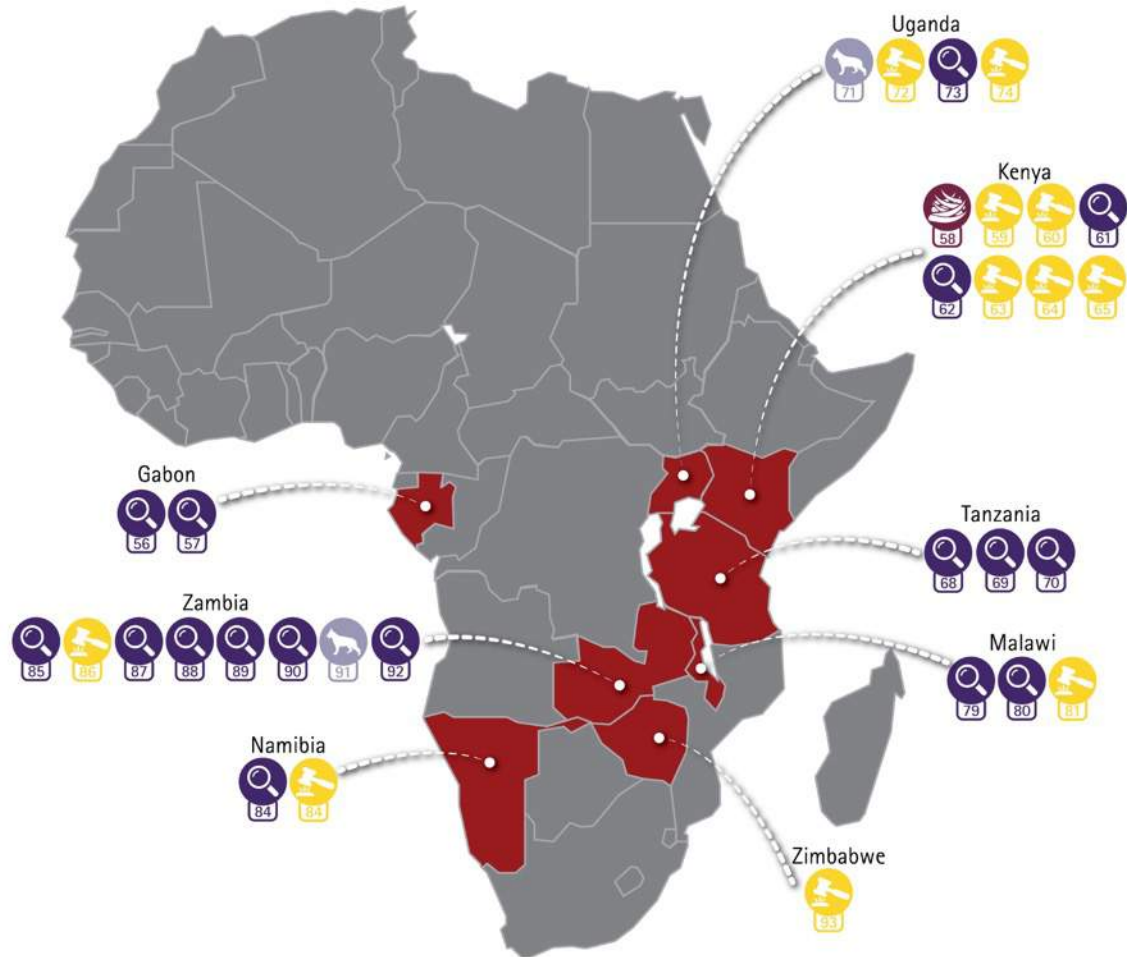 Uganda
71 72 73 74
Kenya
58 59 60 61
62 63 64 65
Gabon
56 57
Tanzania
68 69 70
Zambia
85 86 87 88 89 90 91 92
Malawi
79 80 81
Namibia
84 84
Zimbabwe
93